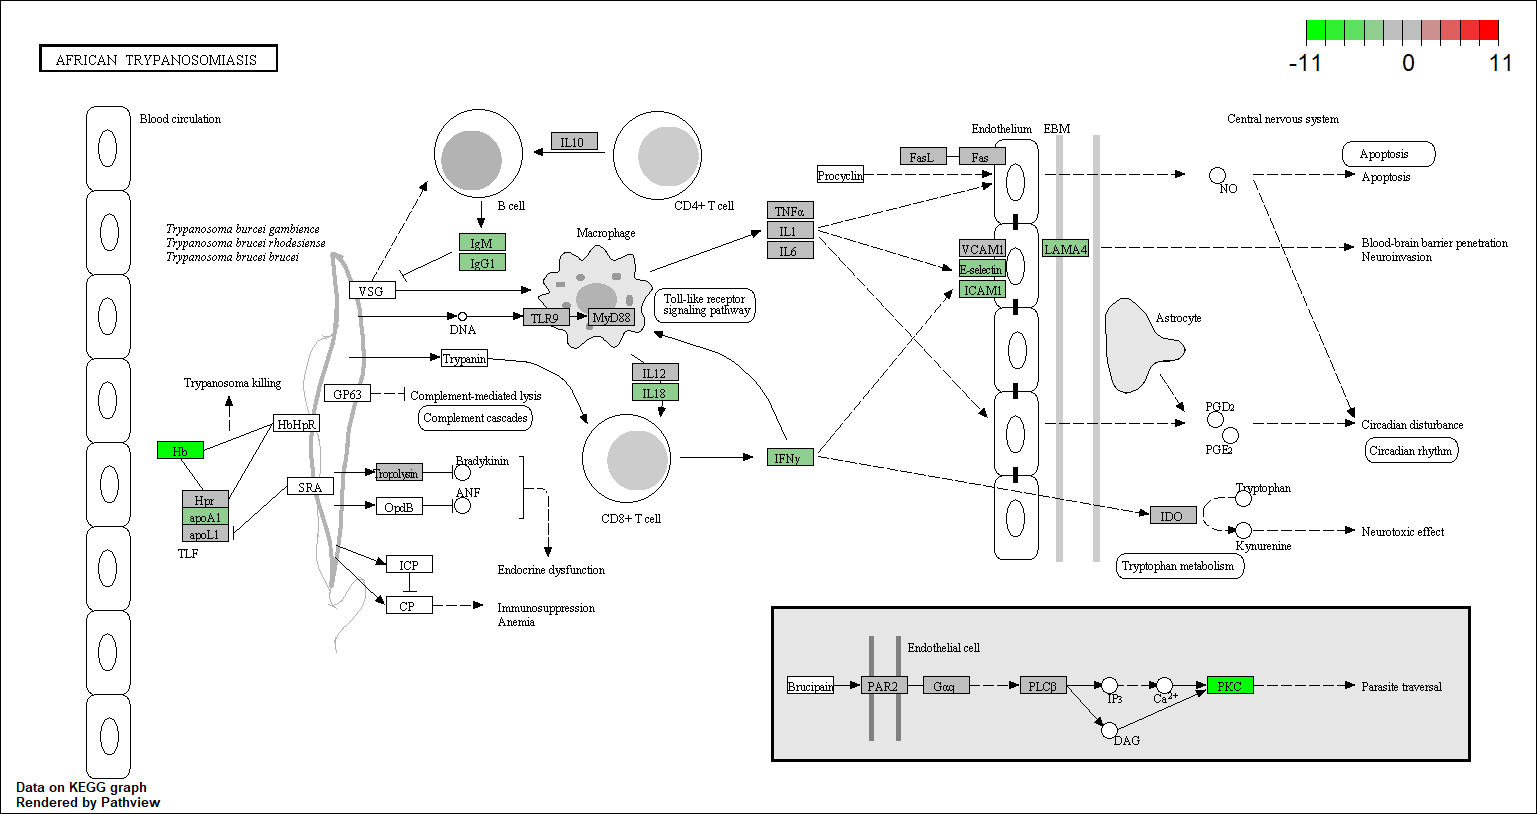 AFRICAN TRYPANOSOMIASIS
-11 0 11
Blood circulation
Trypanosoma burcei gambience
Trypanosoma brucei rhodesiense
Trypanosoma brucei brucei
IL10
B cell
CD4+ T cell
IgM
IgG1
VSG
Macrophage
TLR9
MyD88
DNA
Toll-like receptor
signaling pathway
Trypanin
GP63
Complement-mediated lysis
Complement cascades
IL12
IL18
CD8+ T cell
Trypanosoma killing
HbHpR
Hb
Hpr
apoA1
apoL1
TLF
SRA
Tropolysin
Bradykinin
OpdB
ANF
Endocrine dysfunction
ICP
CP
Immunosuppression
Anemia
TNFα
IL1
IL6
IFNγ
Procyclin
FasL
Fas
Endothelium
EBM
VCAM1
E-selectin
ICAM1
LAMA4
Central nervous system
NO
Apoptosis
Apoptosis
Blood-brain barrier penetration
Neuroinvasion
Astrocyte
PGD2
PGE2
Circadian disturbance
Circadian rhythm
IDO
Tryptophan
Kynurenine
Neurotoxic effect
Tryptophan metabolism
Endothelial cell
Brucipain
PAR2
Gαq
PLCβ
IP3
Ca2+
DAG
PKC
Parasite traversal
Data on KEGG graph
Rendered by Pathview